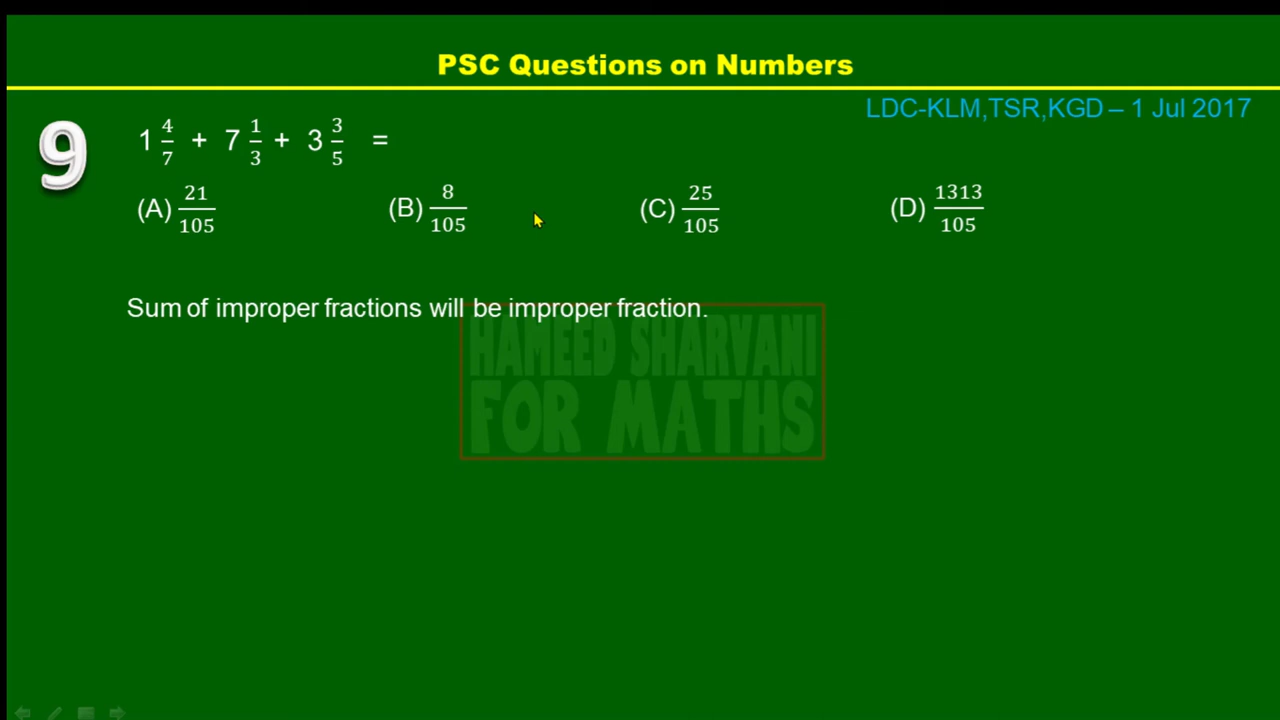 PSC Questions on Numbers
LDC-KLM,TSR,KGD – 1 Jul 2017
9
1 4/7 + 7 1/3 + 3 3/5 =
(A) 21/105 (B) 8/105 (C) 25/105 (D) 1313/105
Sum of improper fractions will be improper fraction.
HAMEED SHARVANI
FOR MATHS